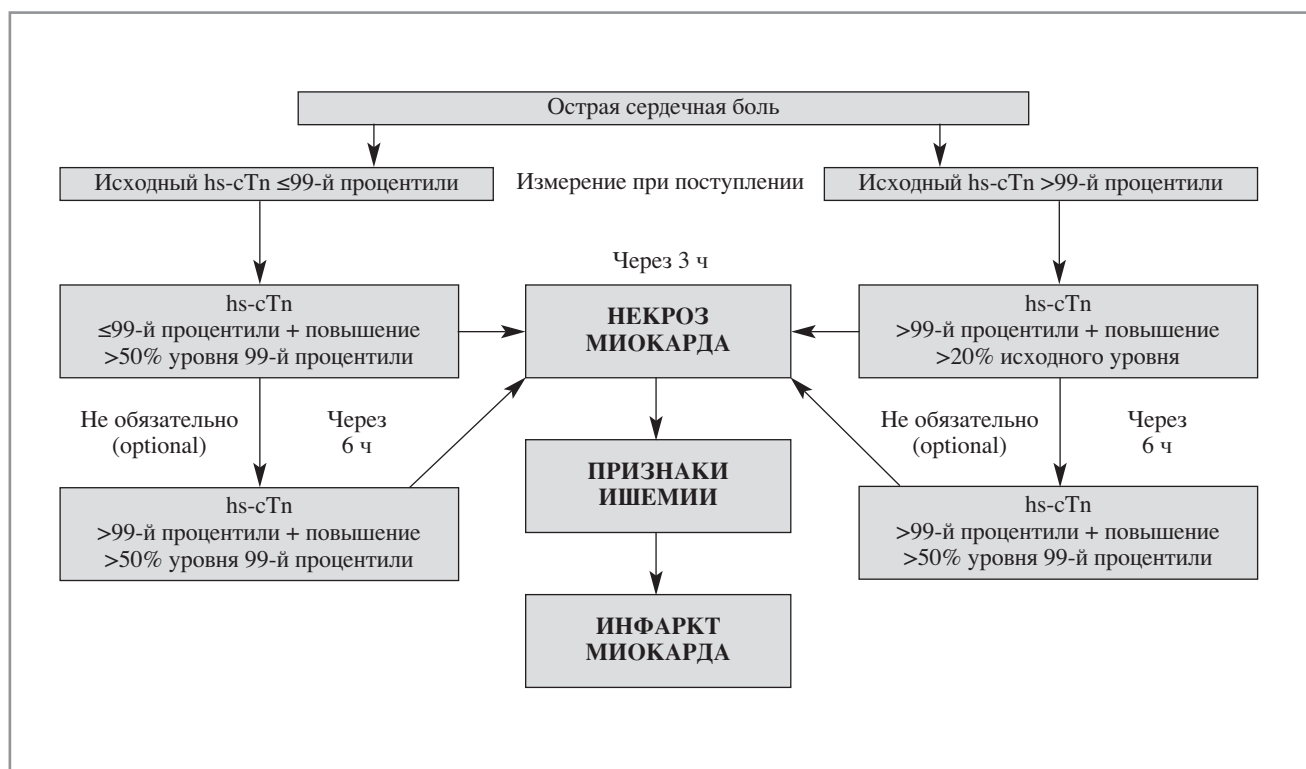 Острая сердечная боль
Исходный hs-cTn ≤99-й процентили
Измерение при поступлении
Исходный hs-cTn >99-й процентили
Через 3 ч
hs-cTn
≤99-й процентили + повышение
>50% уровня 99-й процентили
НЕКРОЗ
МИОКАРДА
hs-cTn
>99-й процентили + повышение
>20% исходного уровня
Не обязательно
(optional)
Через
6 ч
Не обязательно
(optional)
Через
6 ч
hs-cTn
>99-й процентили + повышение
>50% уровня 99-й процентили
ПРИЗНАКИ
ИШЕМИИ
hs-cTn
>99-й процентили + повышение
>50% уровня 99-й процентили
ИНФАРКТ
МИОКАРДА